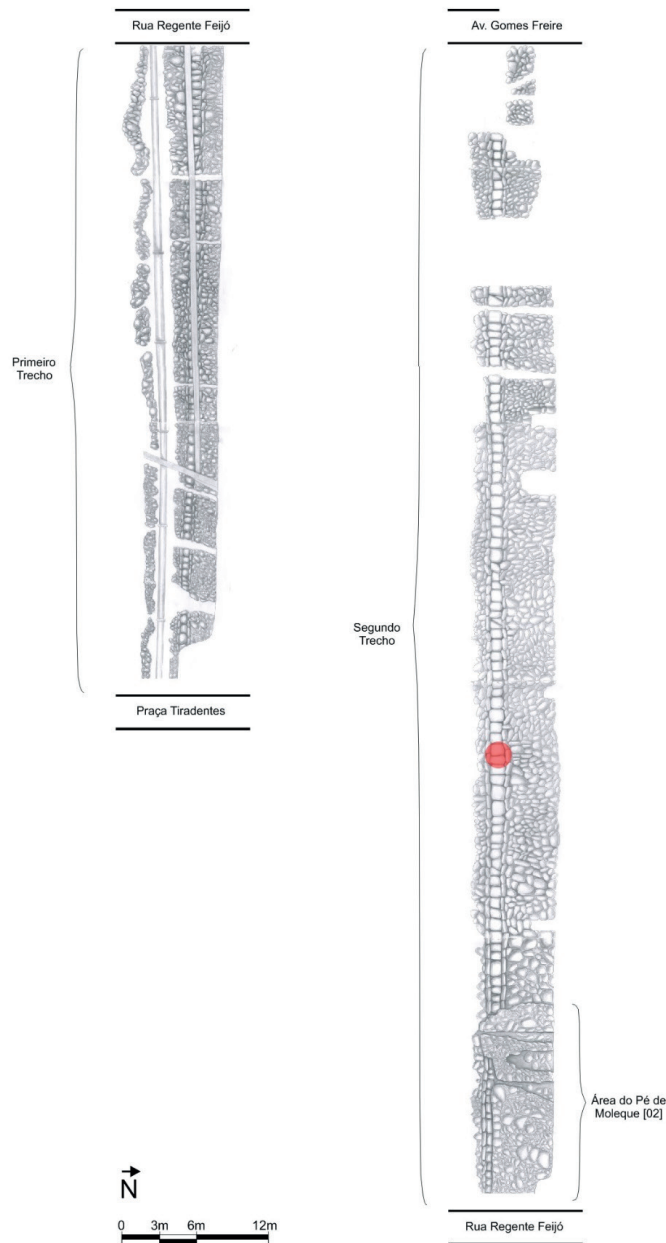 Rua Regente Feijó
Primeiro
Trecho
Praça Tiradentes
Av. Gomes Freire
Segundo
Trecho
Área do Pé de
Moleque [02]
Rua Regente Feijó
N
0 3m 6m 12m